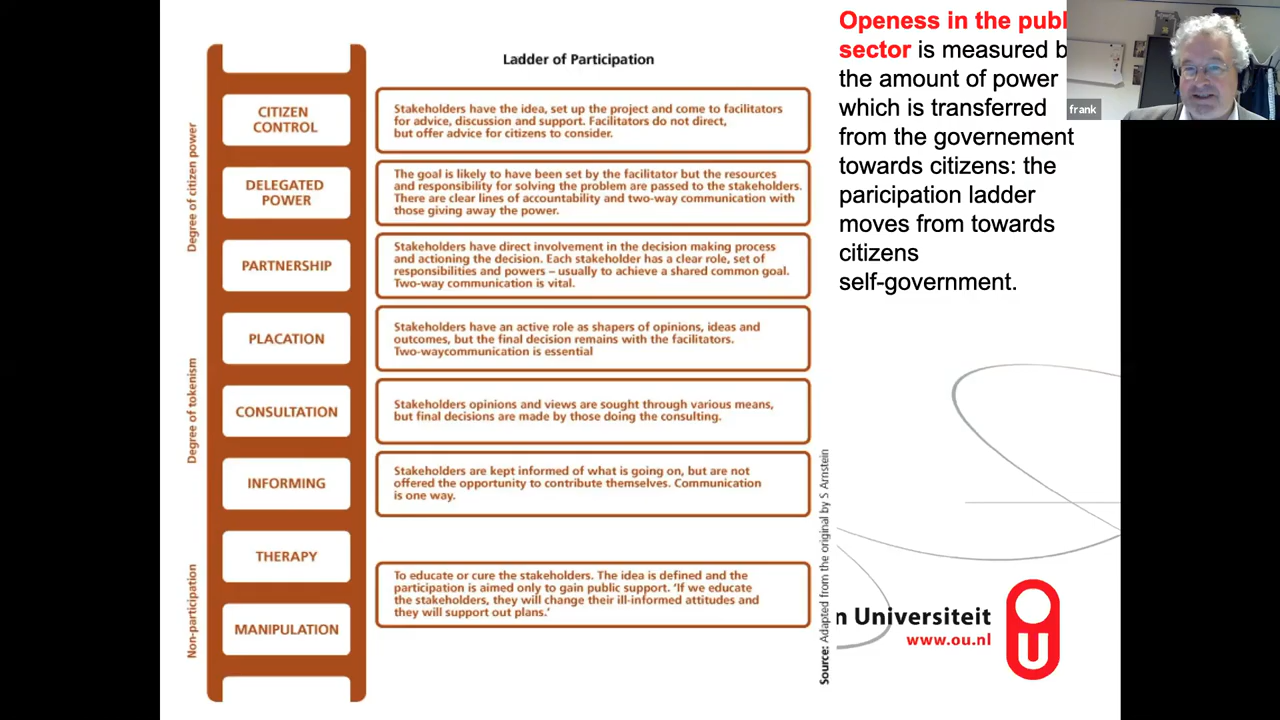 Ladder of Participation
Degree of citizen power
CITIZEN
CONTROL
Stakeholders have the idea, set up the project and come to facilitators
for advice, discussion and support. Facilitators do not direct,
but offer advice for citizens to consider.
DELEGATED
POWER
The goal is likely to have been set by the facilitator but the resources
and responsibility for solving the problem are passed to the stakeholders.
There are clear lines of accountability and two-way communication with
those giving away the power.
PARTNERSHIP
Stakeholders have direct involvement in the decision making process
and actioning the decision. Each stakeholder has a clear role, set of
responsibilities and powers – usually to achieve a shared common goal.
Two-way communication is vital.
Degree of tokenism
PLACATION
Stakeholders have an active role as shapers of opinions, ideas and
outcomes, but the final decision remains with the facilitators.
Two-waycommunication is essential
CONSULTATION
Stakeholders opinions and views are sought through various means,
but final decisions are made by those doing the consulting.
INFORMING
Stakeholders are kept informed of what is going on, but are not
offered the opportunity to contribute themselves. Communication
is one way.
Non-participation
THERAPY
MANIPULATION
To educate or cure the stakeholders. The idea is defined and the
participation is aimed only to gain public support. ‘If we educate
the stakeholders, they will change their ill-informed attitudes and
they will support out plans.’
Source: Adapted from the original by S Arnstein
Openess in the publ
sector is measured b
the amount of power
which is transferred
from the governement
towards citizens: the
paricipation ladder
moves from towards
citizens
self-government.
frank
n Universiteit
www.ou.nl
OU